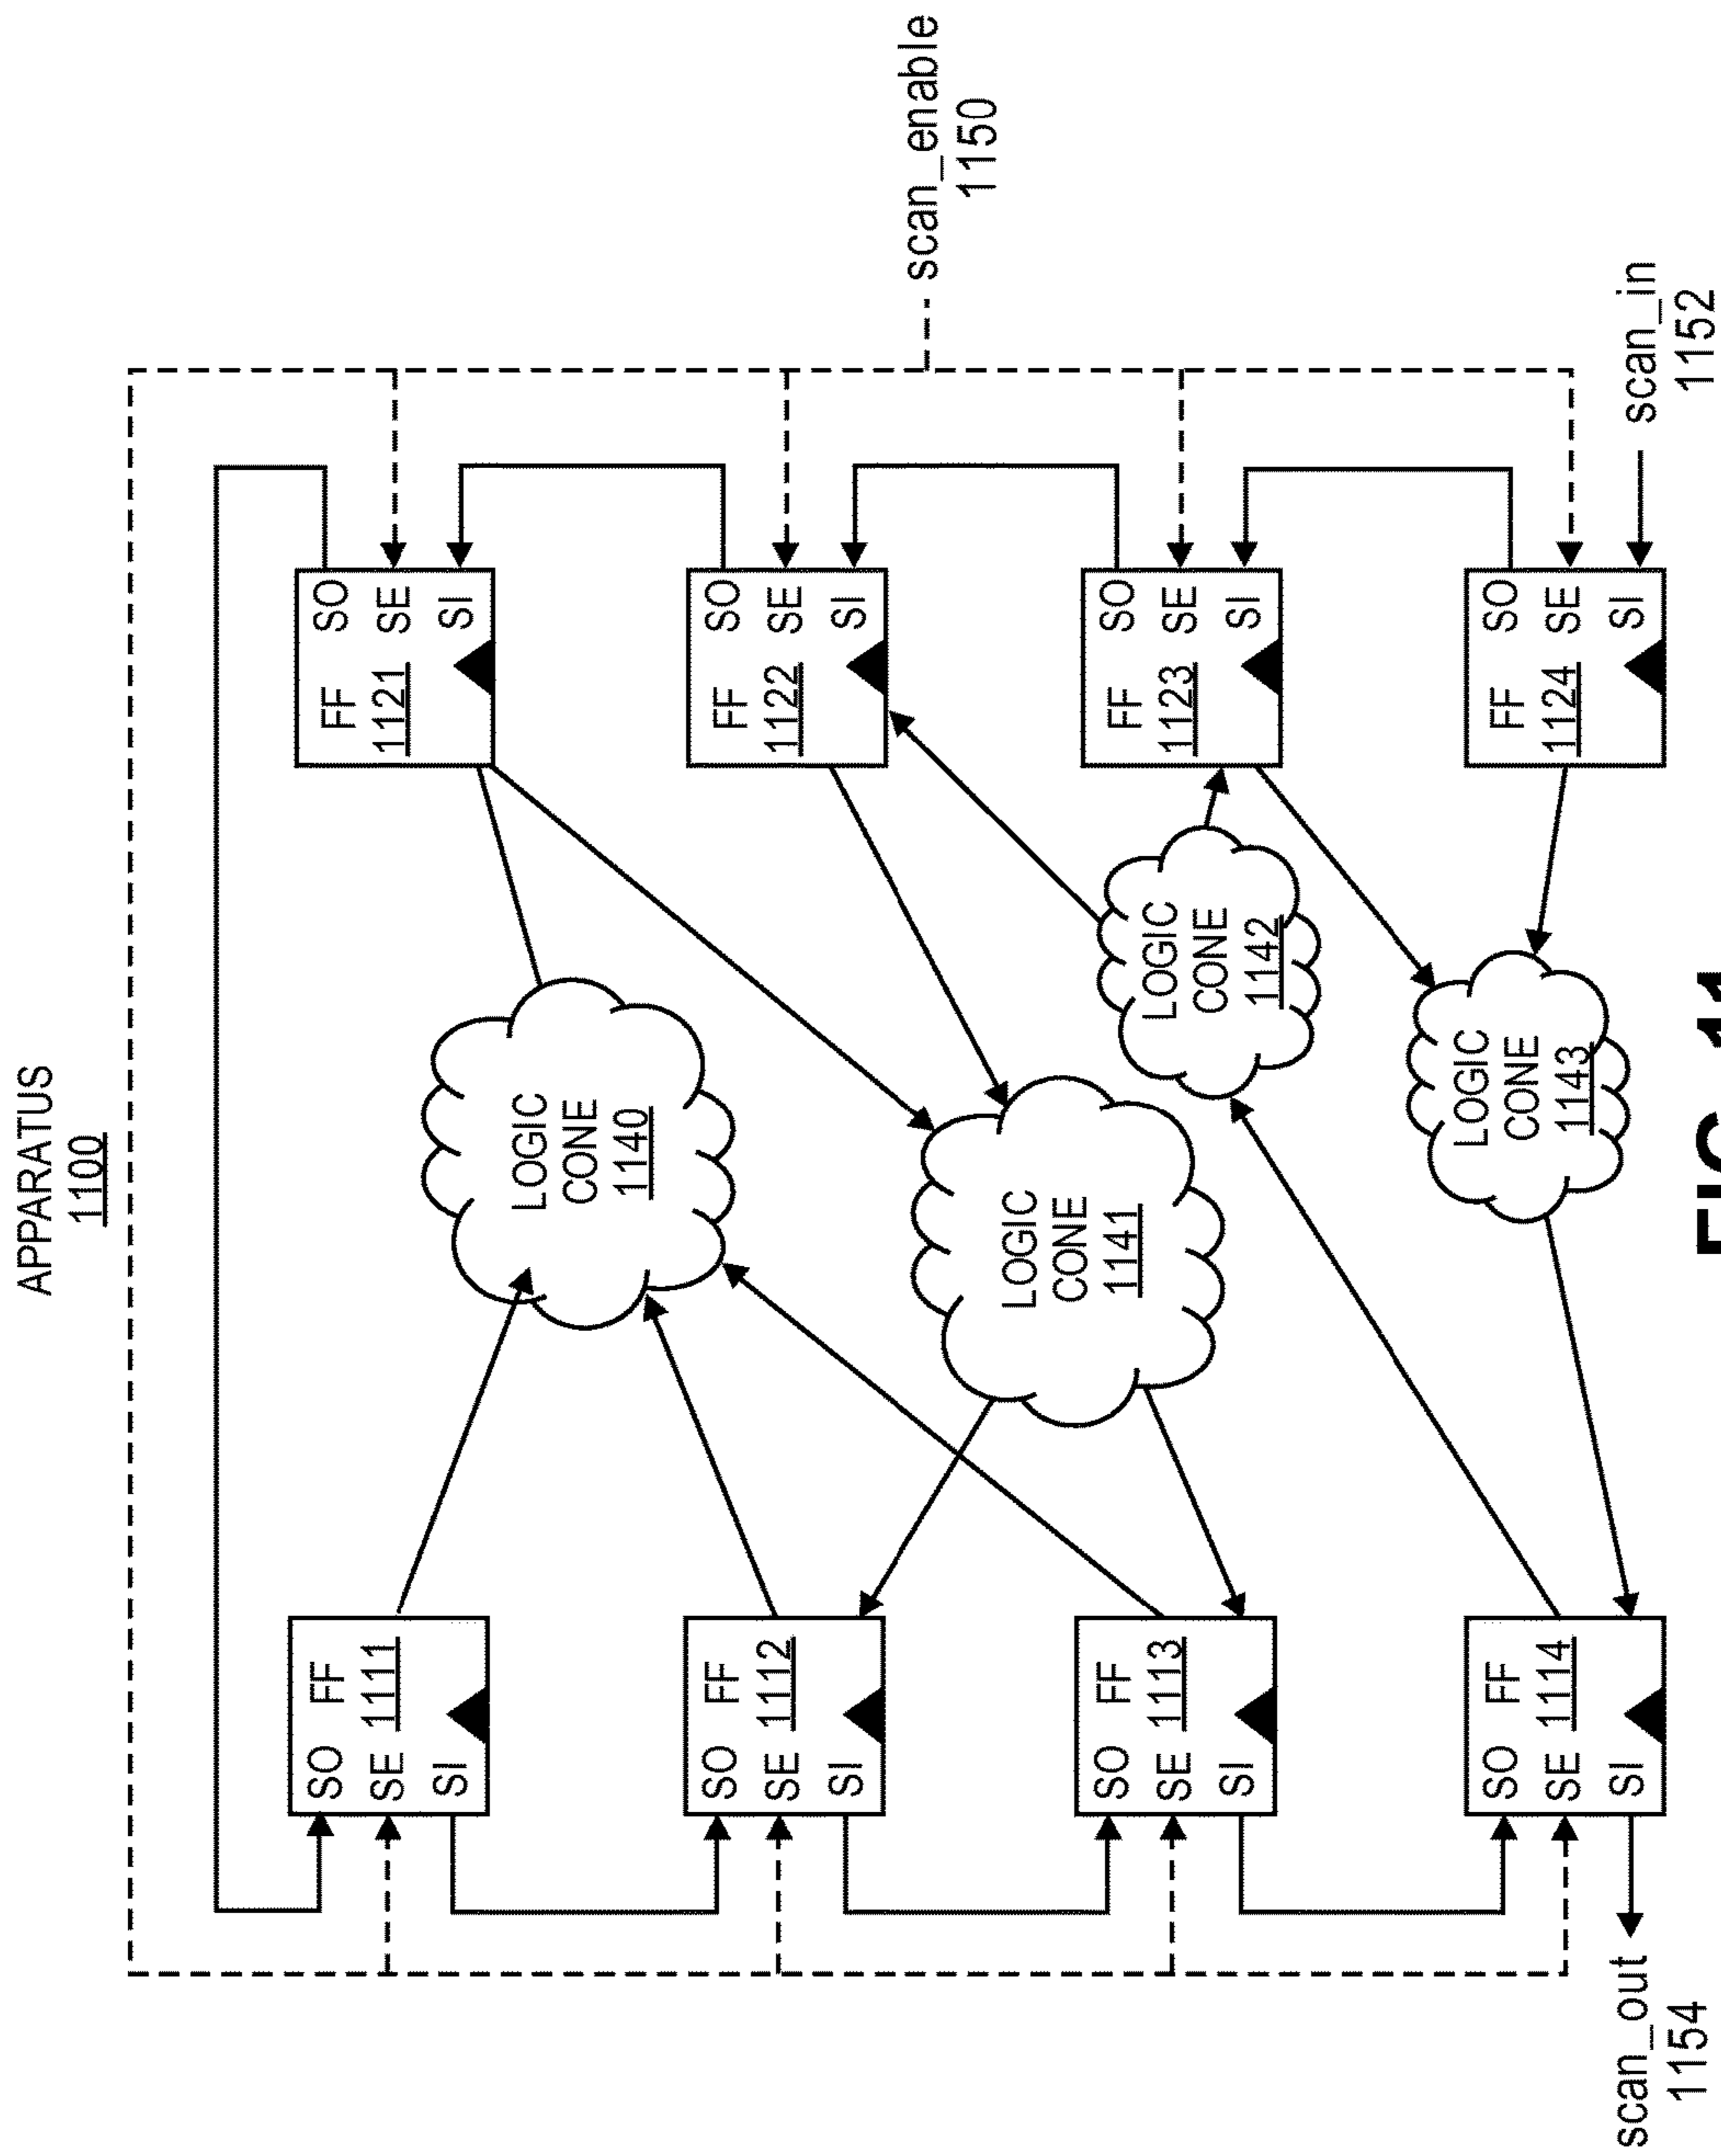 APPARATUS
1100
SO FF
SE 1111
SI
LOGIC
CONE
1140
FF SO
1121 SE
SI
SO FF
SE 1112
SI
LOGIC
CONE
1141
FF SO
1122 SE
SI
scan_enable
1150
SO FF
SE 1113
SI
LOGIC
CONE
1142
FF SO
1123 SE
SI
SO FF
SE 1114
SI
LOGIC
CONE
1143
FF SO
1124 SE
SI
scan_out
1154
scan_in
1152
FIG. 11